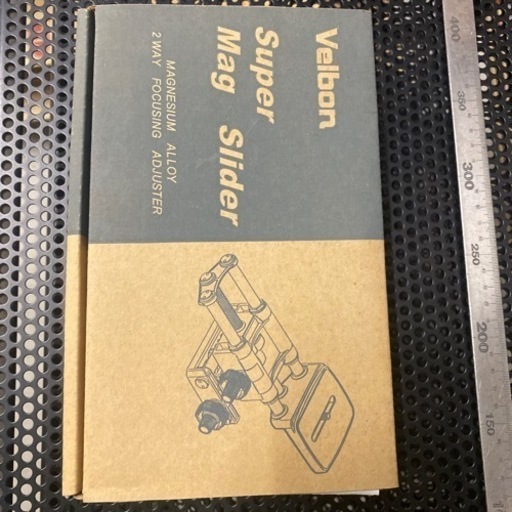 Velbon
Super
Mag Slider
MAGNESIUM ALLOY
2 WAY FOCUSING ADJUSTER
400
350
300
250
200
150